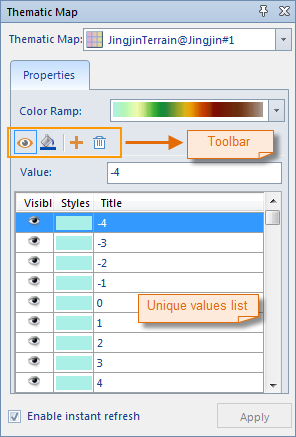 Thematic Map
Thematic Map: JingjinTerrain@Jingjin#1
Properties
Color Ramp:
Toolbar
Value: -4
Visibl Styles Title
-4
-3
-2
-1
0
Unique values list
1
2
3
4
Enable instant refresh Apply